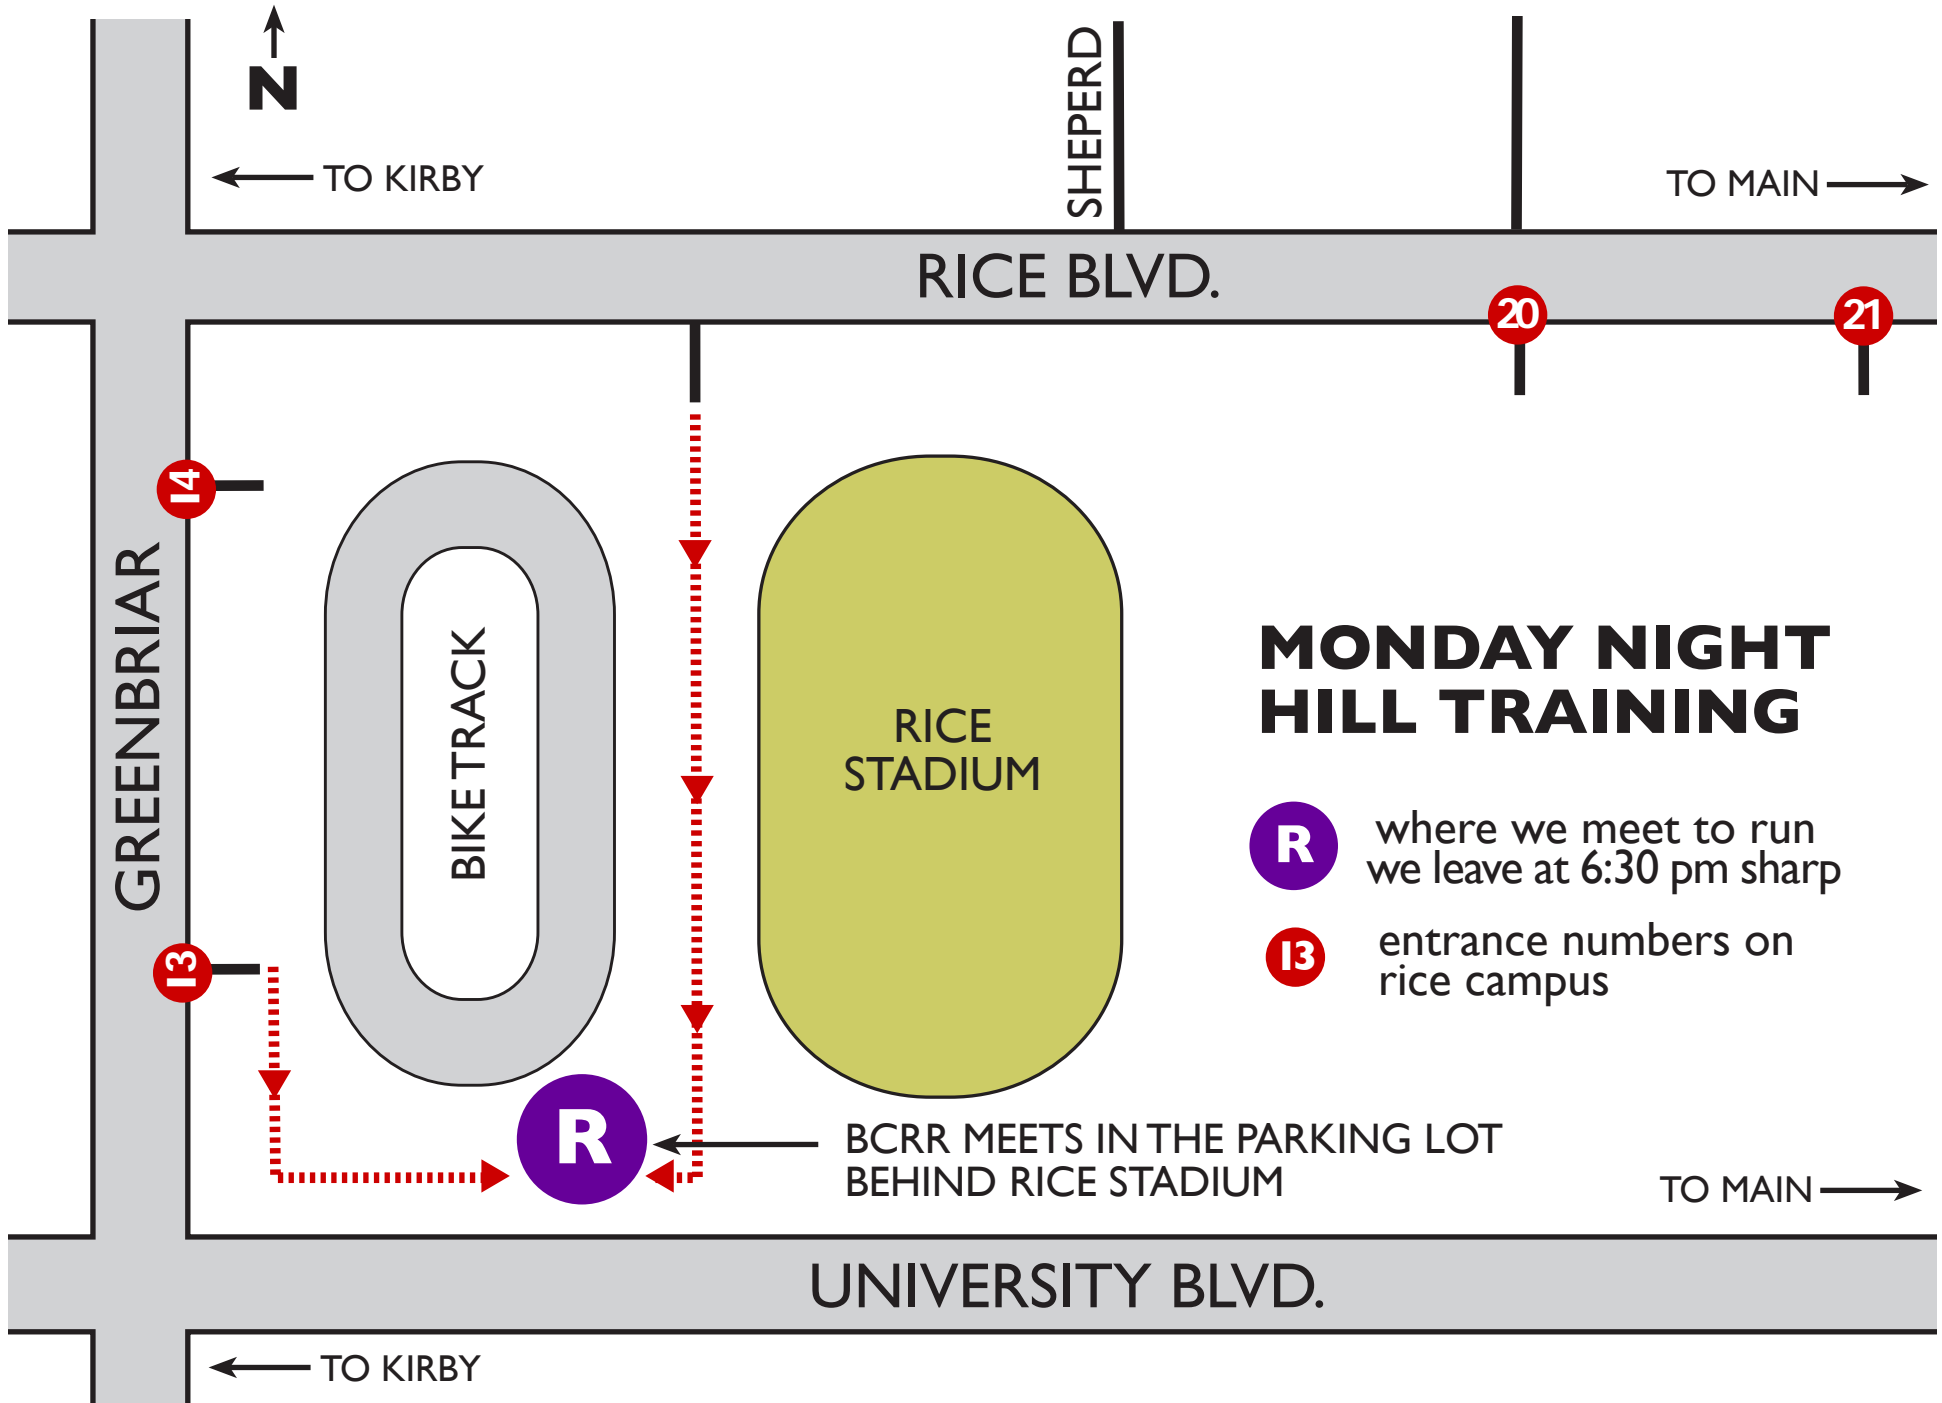 N
TO KIRBY
SHEPERD
TO MAIN
RICE BLVD.
20
21
14
GREENBRIAR
BIKE TRACK
RICE
STADIUM
MONDAY NIGHT
HILL TRAINING
R
where we meet to run
we leave at 6:30 pm sharp
13
entrance numbers on
rice campus
13
R
BCRR MEETS IN THE PARKING LOT
BEHIND RICE STADIUM
TO MAIN
UNIVERSITY BLVD.
TO KIRBY